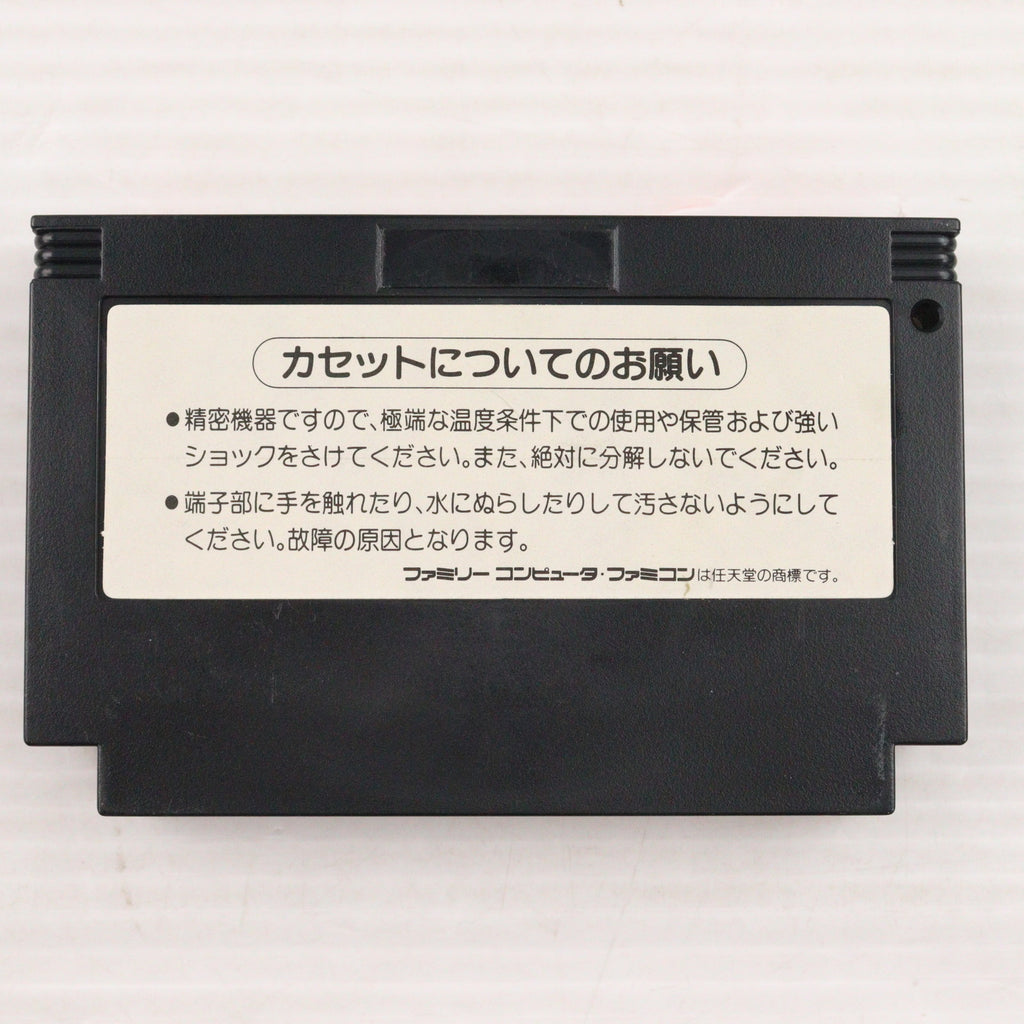 カセットについてのお願い
●精密機器ですので、極端な温度条件下での使用や保管および強い
ショックをさけてください。また、絶対に分解しないでください。
●端子部に手を触れたり、水にぬらしたりして汚さないようにして
ください。故障の原因となります。
ファミリー コンピュータ・ファミコンは任天堂の商標です。